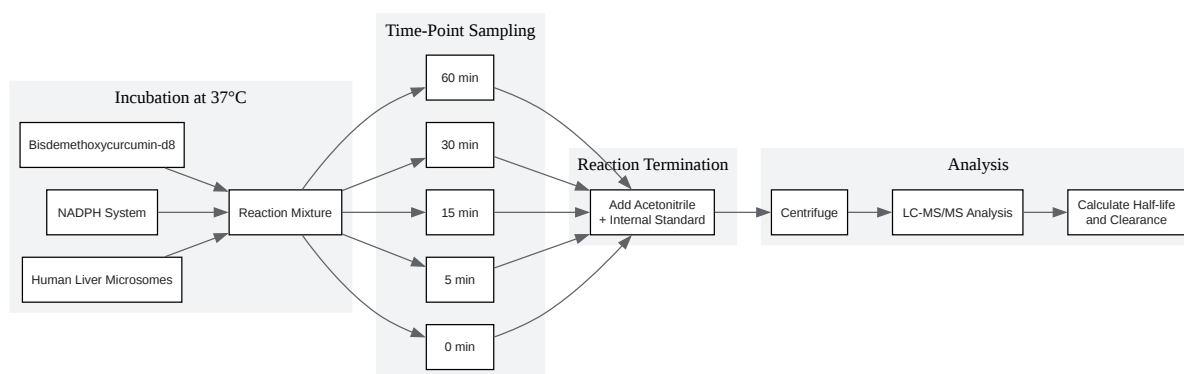 Incubation at 37°C
Bisdemethoxycurcumin-d8
NADPH System
Human Liver Microsomes
Reaction Mixture
Time-Point Sampling
60 min
30 min
15 min
5 min
0 min
Reaction Termination
Add Acetonitrile
+ Internal Standard
Analysis
Centrifuge
LC-MS/MS Analysis
Calculate Half-life
and Clearance